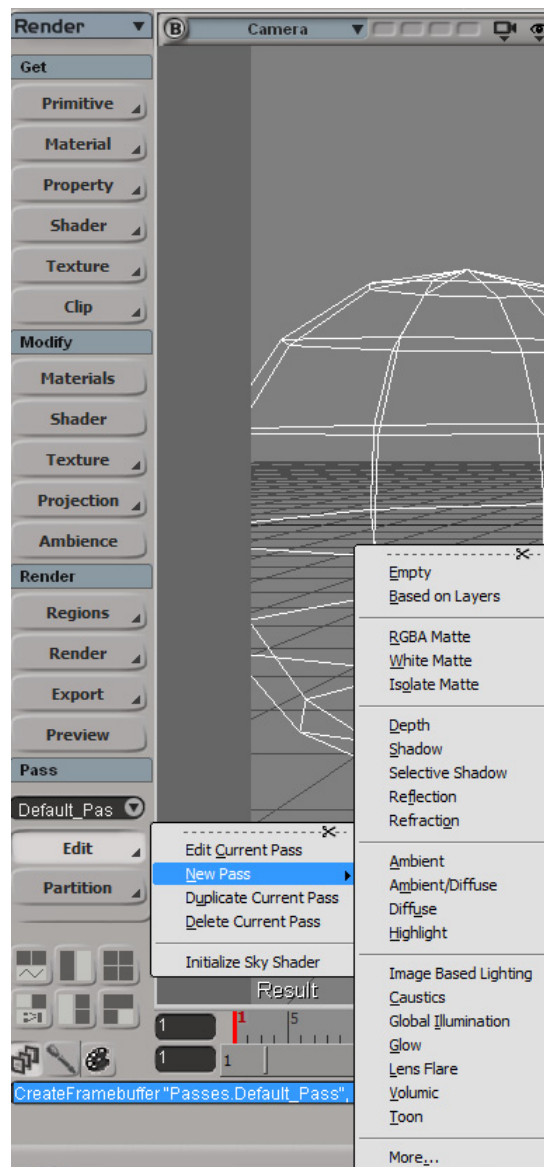 Render
B
Camera
Get
Primitive
Material
Property
Shader
Texture
Clip
Modify
Materials
Shader
Texture
Projection
Ambience
Render
Regions
Render
Export
Preview
Pass
Default_Pas
Edit
Partition
Edit Current Pass
New Pass
Duplicate Current Pass
Delete Current Pass
Initialize Sky Shader
Empty
Based on Layers
RGBA Matte
White Matte
Isolate Matte
Depth
Shadow
Selective Shadow
Reflection
Refraction
Ambient
Ambient/Diffuse
Diffuse
Highlight
Image Based Lighting
Caustics
Global Illumination
Glow
Lens Flare
Volumic
Toon
More...
Result
1 1 5
1 1
CreateFramebuffer "Passes.Default_Pass",